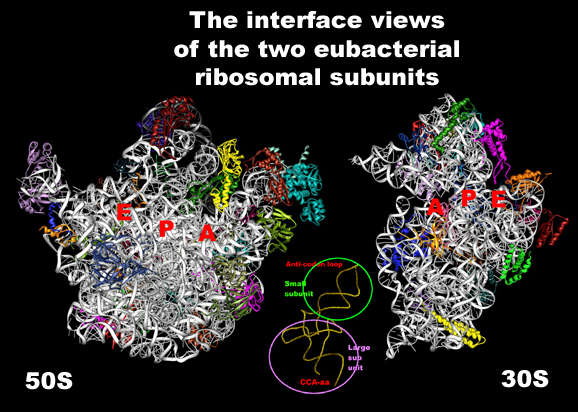 The interface views
of the two eubacterial
ribosomal subunits
E
P
A
A
P
E
Anti-codon loop
Small
subunit
Large
sub
unit
CCA-aa
50S
30S